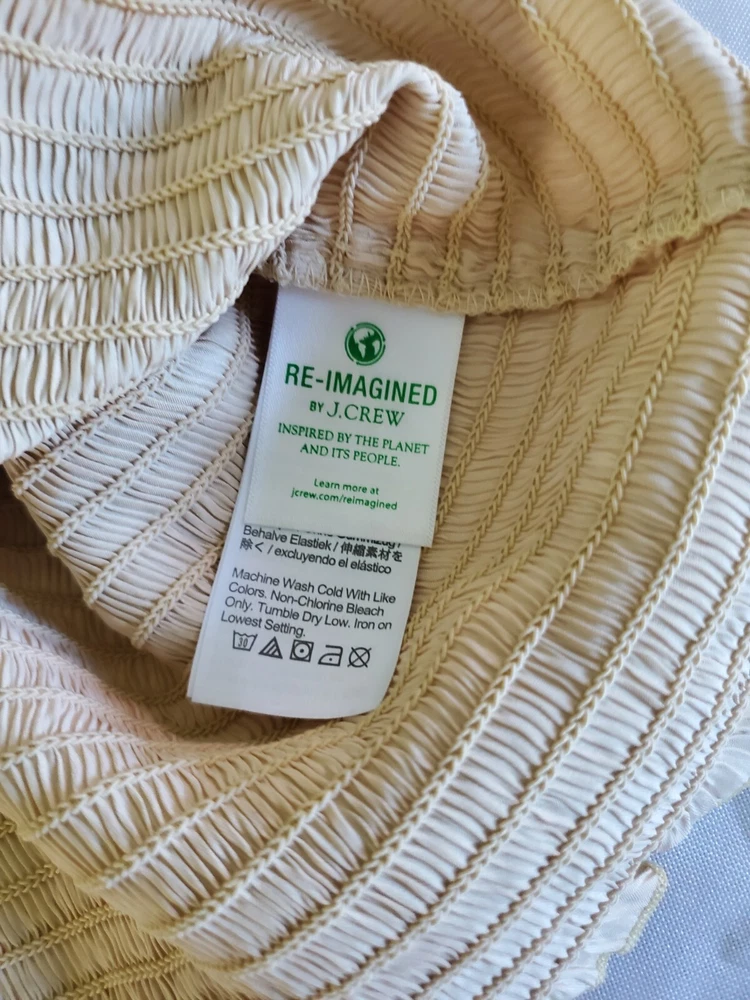 RE-IMAGINED
BY J.CREW
INSPIRED BY THE PLANET
AND ITS PEOPLE.
Learn more at
jcrew.com/reimagined
Behalve Elastiek / 伸縮素材を
除く / excluyendo el elástico
Machine Wash Cold With Like
Colors. Non-Chlorine Bleach
Only. Tumble Dry Low. Iron on
Lowest Setting.
30